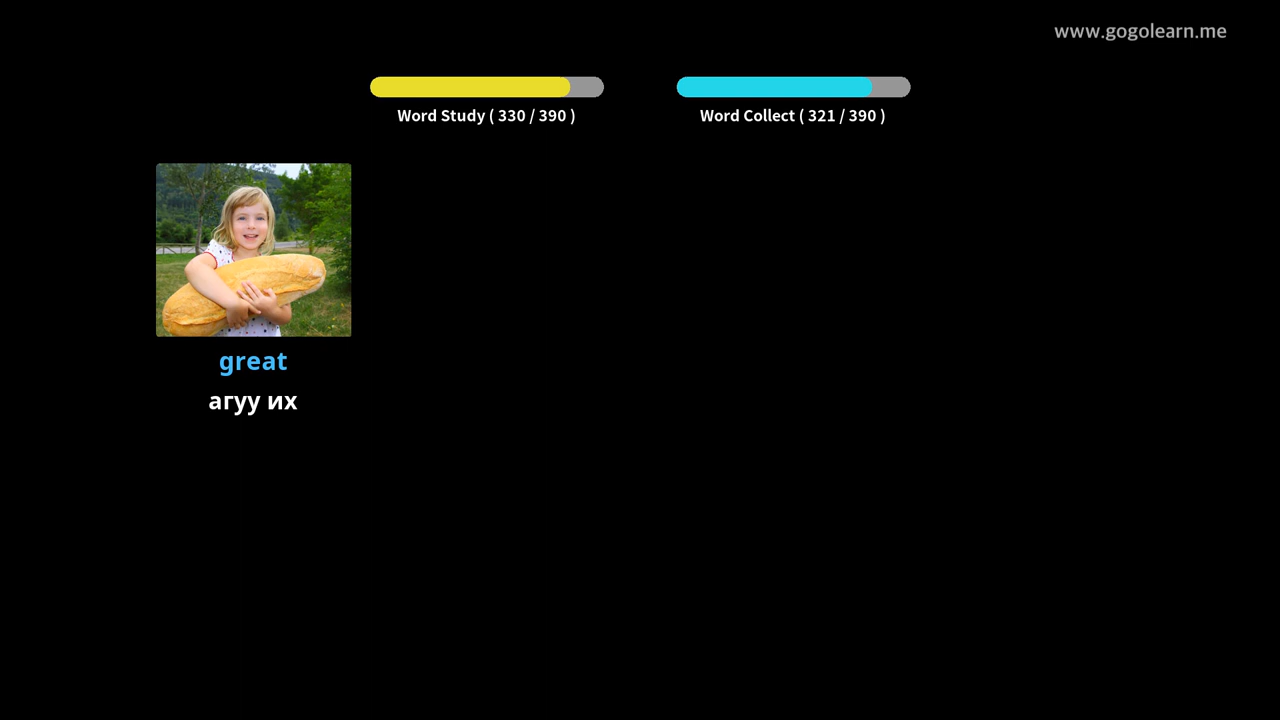 www.gogolearn.me
Word Study ( 330 / 390 )
Word Collect ( 321 / 390 )
great
агуу их